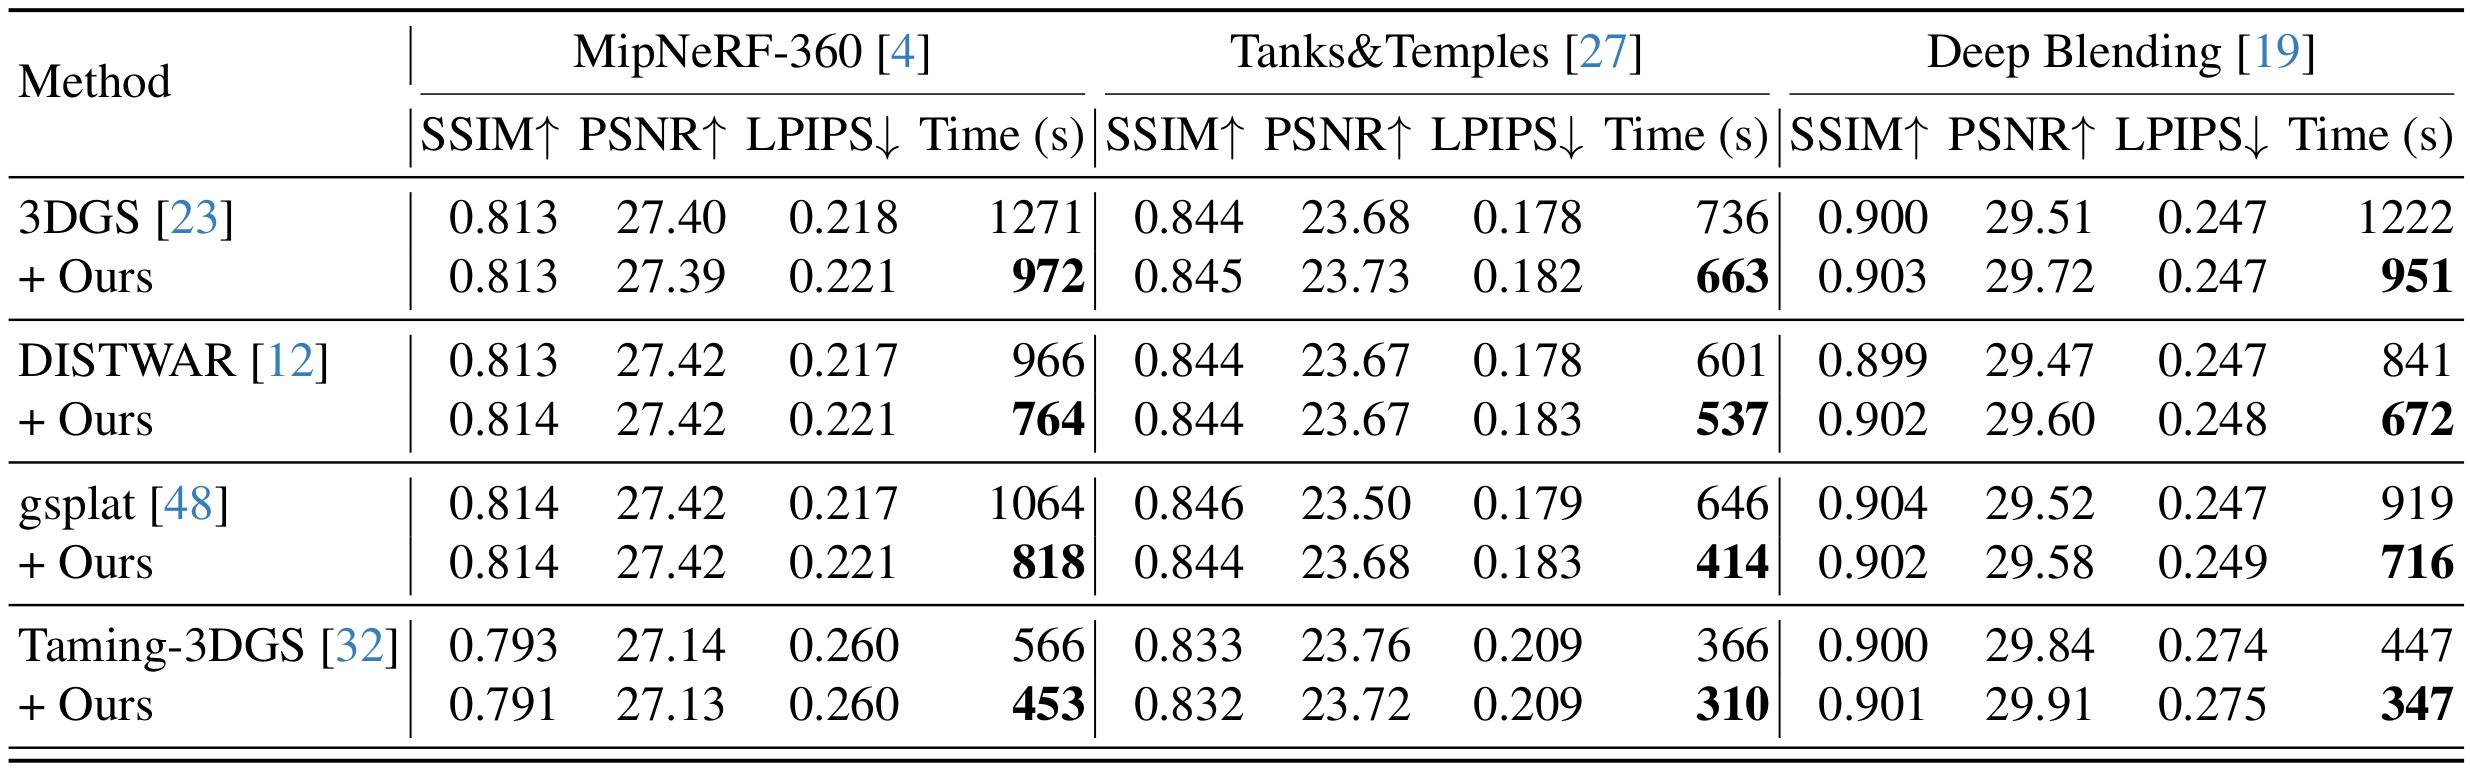 Method MipNeRF-360 [4] Tanks&Temples [27] Deep Blending [19]
SSIM↑ PSNR↑ LPIPS↓ Time (s) SSIM↑ PSNR↑ LPIPS↓ Time (s) SSIM↑ PSNR↑ LPIPS↓ Time (s)
3DGS [23] 0.813 27.40 0.218 1271 0.844 23.68 0.178 736 0.900 29.51 0.247 1222
+ Ours 0.813 27.39 0.221 972 0.845 23.73 0.182 663 0.903 29.72 0.247 951
DISTWAR [12] 0.813 27.42 0.217 966 0.844 23.67 0.178 601 0.899 29.47 0.247 841
+ Ours 0.814 27.42 0.221 764 0.844 23.67 0.183 537 0.902 29.60 0.248 672
gsplat [48] 0.814 27.42 0.217 1064 0.846 23.50 0.179 646 0.904 29.52 0.247 919
+ Ours 0.814 27.42 0.221 818 0.844 23.68 0.183 414 0.902 29.58 0.249 716
Taming-3DGS [32] 0.793 27.14 0.260 566 0.833 23.76 0.209 366 0.900 29.84 0.274 447
+ Ours 0.791 27.13 0.260 453 0.832 23.72 0.209 310 0.901 29.91 0.275 347